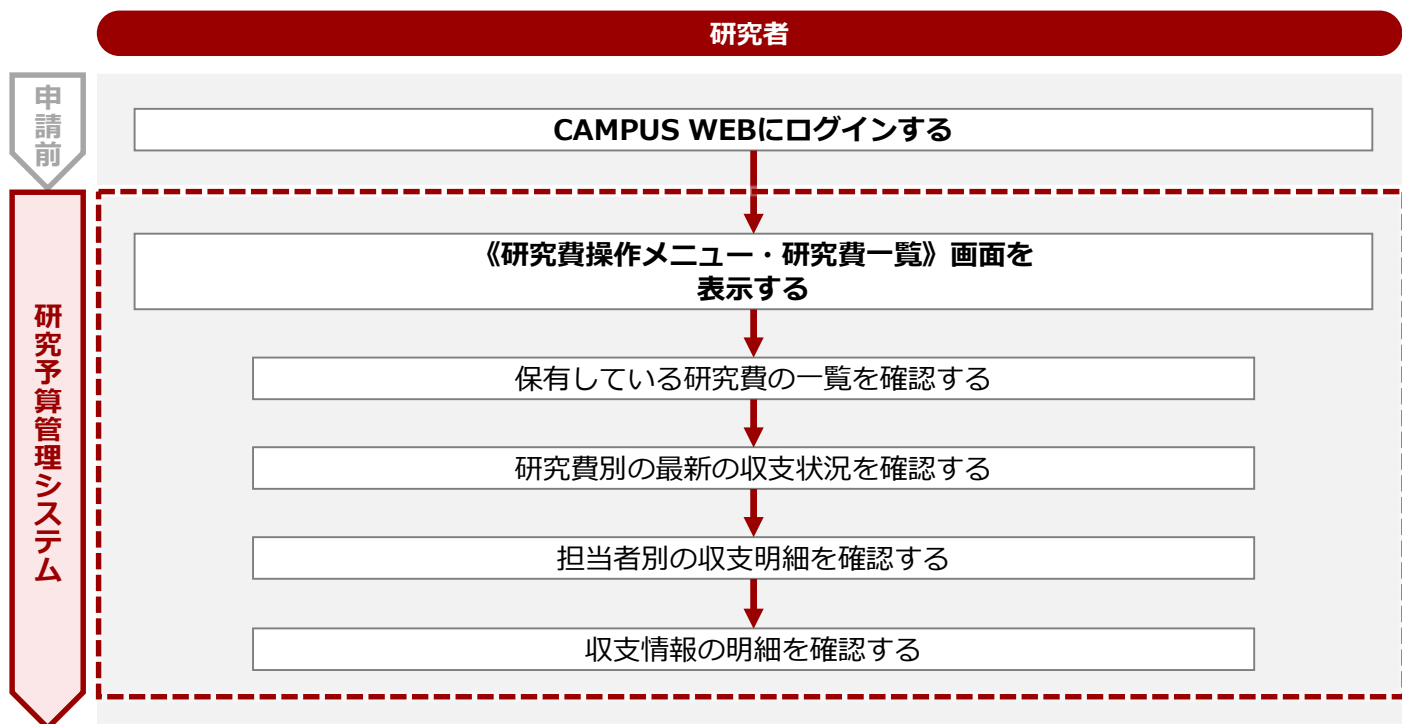 研究者
申請前
CAMPUS WEBにログインする
《研究費操作メニュー・研究費一覧》画面を
表示する
研究予算管理システム
保有している研究費の一覧を確認する
研究費別の最新の収支状況を確認する
担当者別の収支明細を確認する
収支情報の明細を確認する